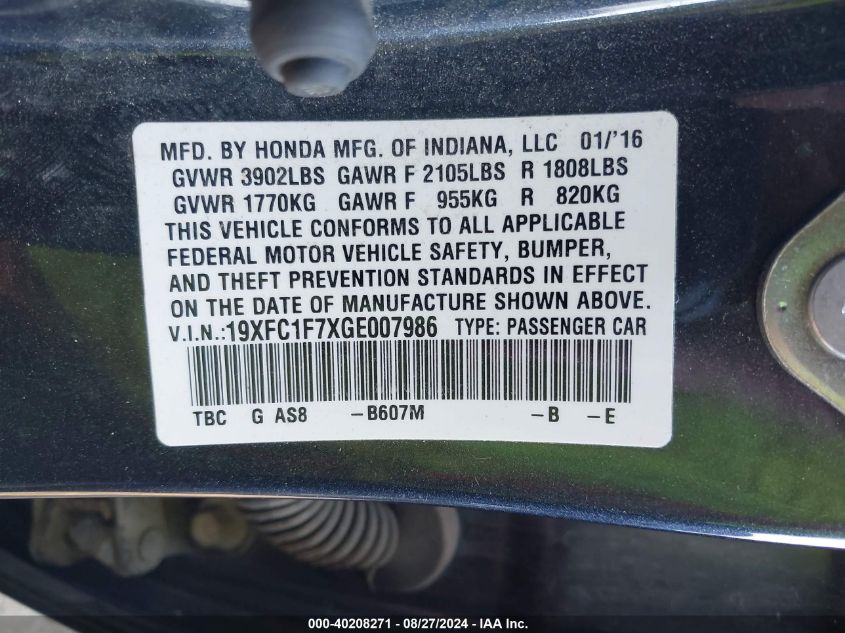 MFD. BY HONDA MFG. OF INDIANA, LLC 01/'16
GVWR 3902LBS GAWR F 2105LBS R 1808LBS
GVWR 1770KG GAWR F 955KG R 820KG
THIS VEHICLE CONFORMS TO ALL APPLICABLE
FEDERAL MOTOR VEHICLE SAFETY, BUMPER,
AND THEFT PREVENTION STANDARDS IN EFFECT
ON THE DATE OF MANUFACTURE SHOWN ABOVE.
V.I.N.:19XFC1F7XGE007986 TYPE: PASSENGER CAR
TBC G AS8 -B607M -B -E
000-40208271 - 08/27/2024 - IAA Inc.